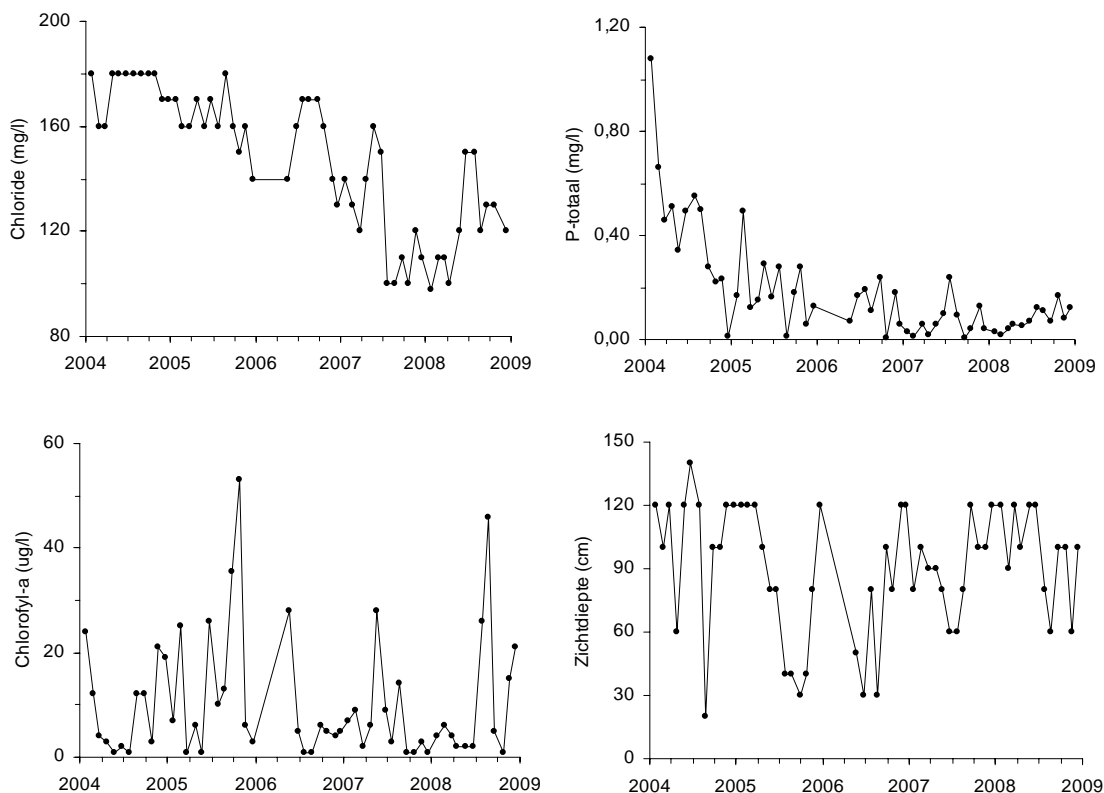 200
160
120
80
Chloride (mg/l)
2004 2005 2006 2007 2008 2009
1,20
0,80
0,40
0,00
P-totaal (mg/l)
2004 2005 2006 2007 2008 2009
60
40
20
0
Chlorofyl-a (ug/l)
2004 2005 2006 2007 2008 2009
150
120
90
60
30
0
Zichtdiepte (cm)
2004 2005 2006 2007 2008 2009